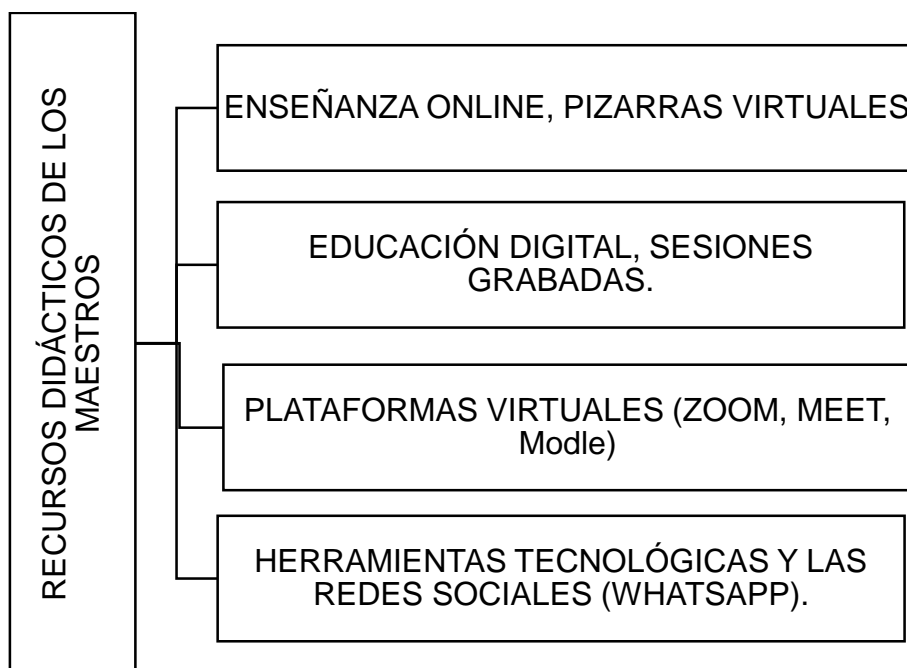 RECURSOS DIDÁCTICOS DE LOS
MAESTROS
ENSEÑANZA ONLINE, PIZARRAS VIRTUALES
EDUCACIÓN DIGITAL, SESIONES
GRABADAS.
PLATAFORMAS VIRTUALES (ZOOM, MEET,
Modle)
HERRAMIENTAS TECNOLÓGICAS Y LAS
REDES SOCIALES (WHATSAPP).